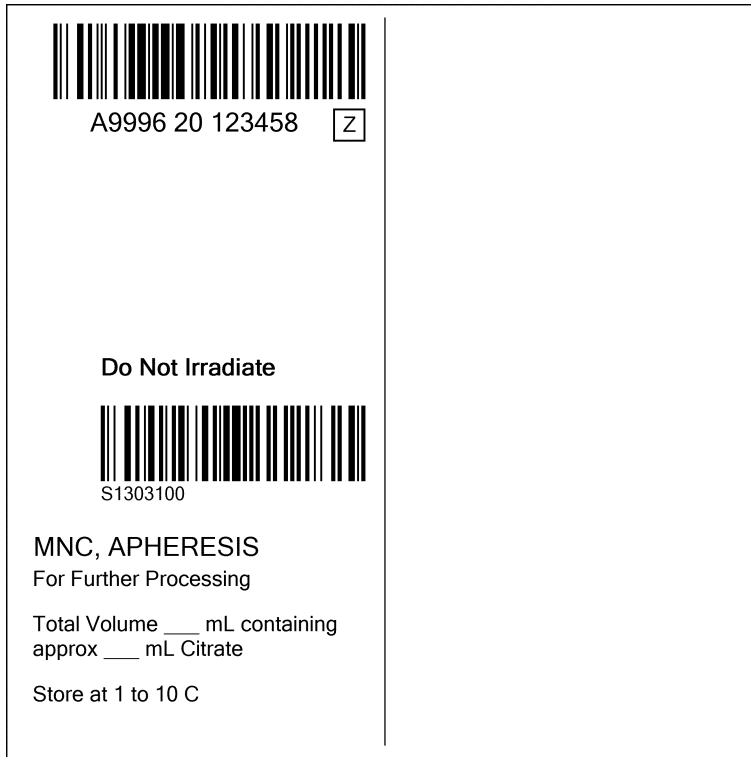 A9996 20 123458 Z
Do Not Irradiate
S1303100
MNC, APHERESIS
For Further Processing
Total Volume ___ mL containing
approx ___ mL Citrate
Store at 1 to 10 C